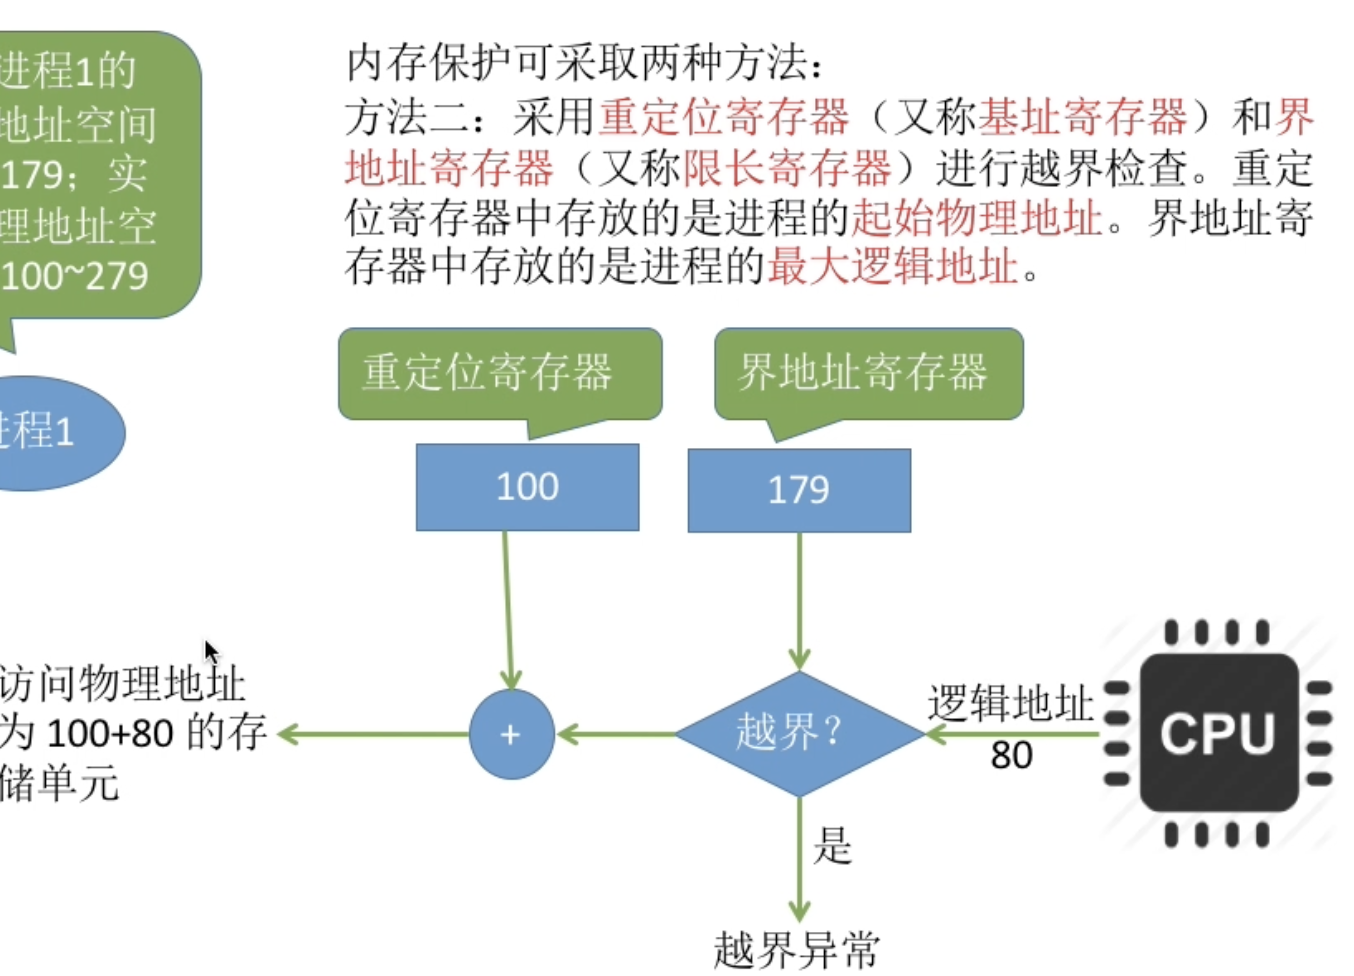 进程1的
地址空间
179；实
理地址空
100~279
进程1
内存保护可采取两种方法：
方法二：采用重定位寄存器（又称基址寄存器）和界
地址寄存器（又称限长寄存器）进行越界检查。重定
位寄存器中存放的是进程的起始物理地址。界地址寄
存器中存放的是进程的最大逻辑地址。
重定位寄存器
界地址寄存器
100
179
访问物理地址
为 100+80 的存
储单元
+
越界？
逻辑地址
80
CPU
是
越界异常